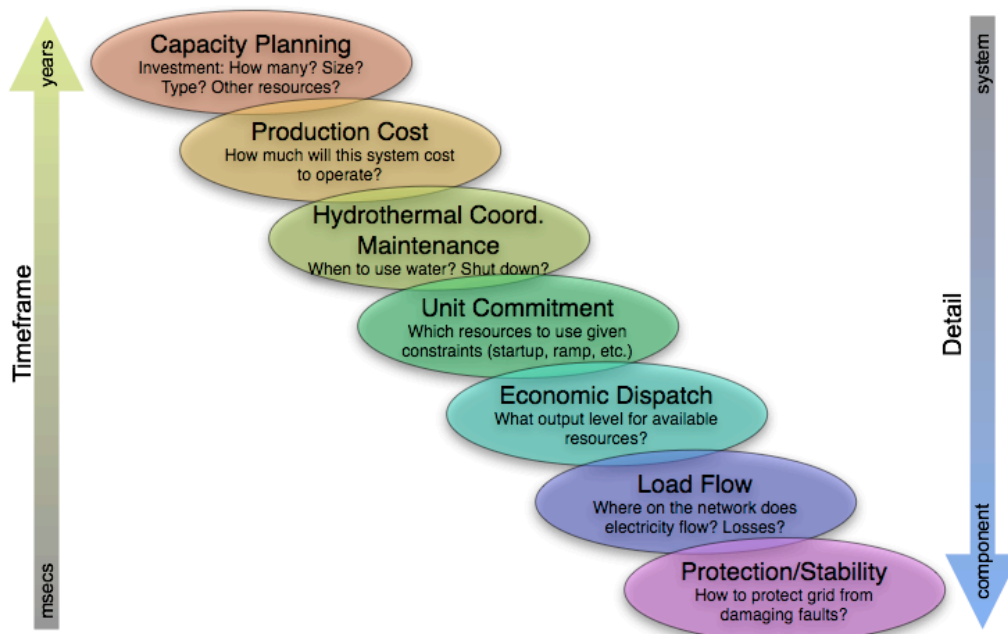 years
Timeframe
msecs
Capacity Planning
Investment: How many? Size?
Type? Other resources?
Production Cost
How much will this system cost
to operate?
Hydrothermal Coord.
Maintenance
When to use water? Shut down?
Unit Commitment
Which resources to use given
constraints (startup, ramp, etc.)
Economic Dispatch
What output level for available
resources?
Load Flow
Where on the network does
electricity flow? Losses?
Protection/Stability
How to protect grid from
damaging faults?
system
Detail
component